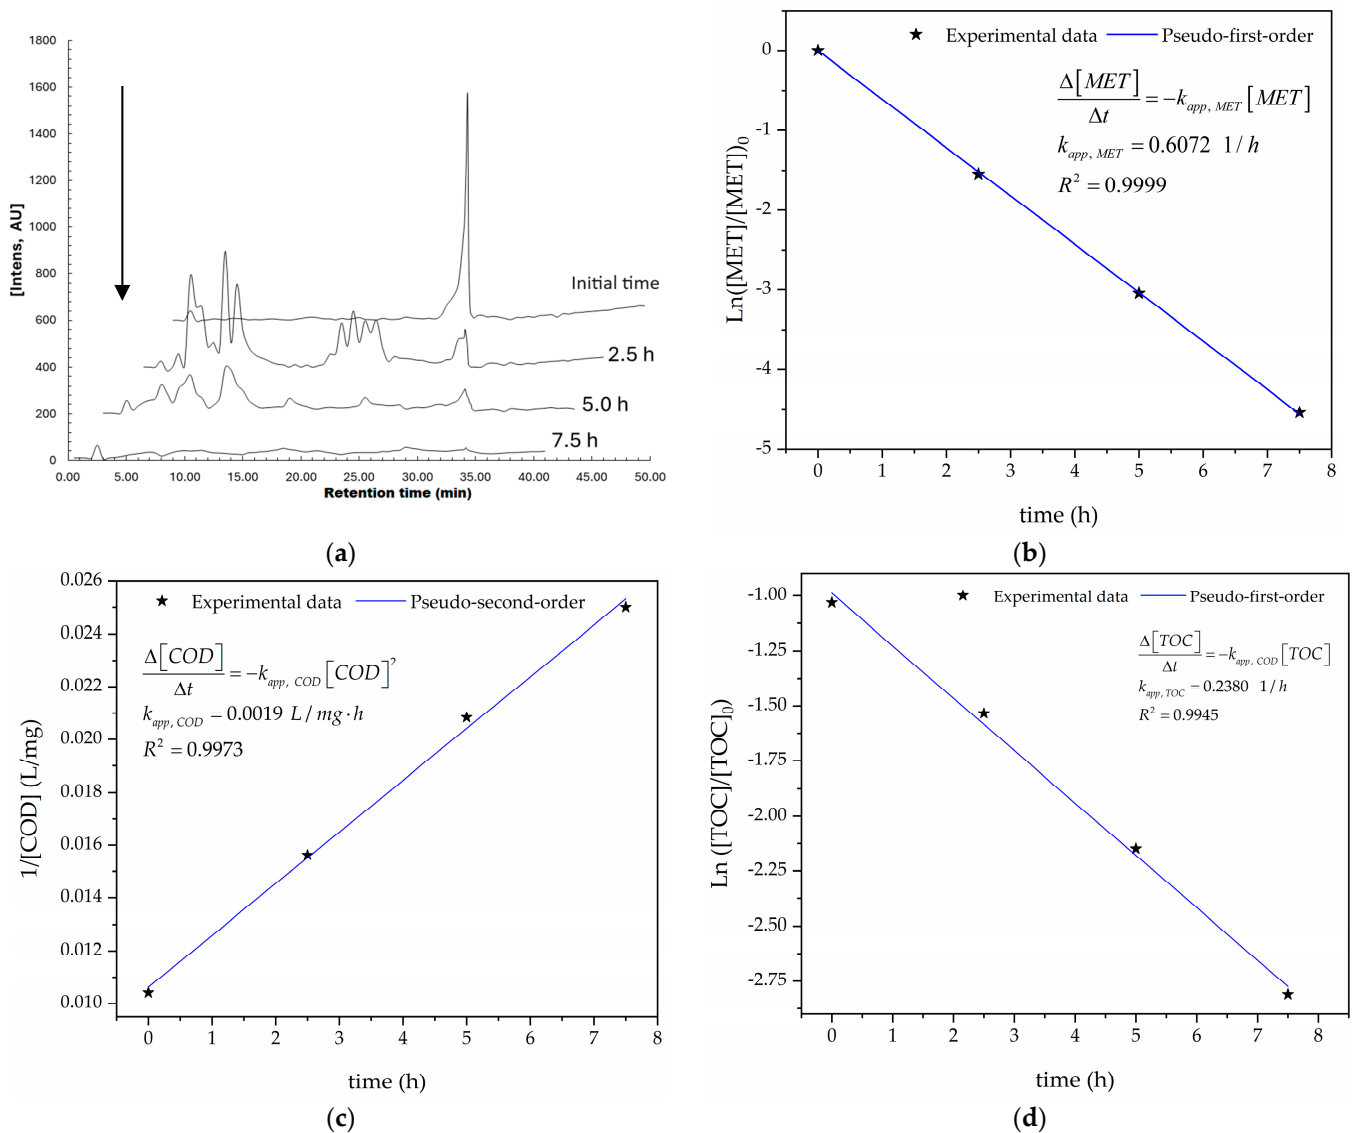 1800
1600
1400
1200
1000
800
600
400
200
0
[Intens, AU]
Initial time
2.5 h
5.0 h
7.5 h
0.00 5.00 10.00 15.00 20.00 25.00 30.00 35.00 40.00 45.00 50.00
Retention time (min)
(a)
Experimental data Pseudo-first-order
Δ[MET]/Δt = −k_app, MET [MET]
k_app, MET = 0.6072 1/h
R² = 0.9999
0
-1
-2
-3
-4
-5
Ln([MET]/[MET])₀
0 1 2 3 4 5 6 7 8
time (h)
(b)
Experimental data Pseudo-second-order
Δ[COD]/Δt = −k_app, COD [COD]²
k_app, COD − 0.0019 L/mg·h
R² = 0.9973
0.026
0.024
0.022
0.020
0.018
0.016
0.014
0.012
0.010
1/[COD] (L/mg)
0 1 2 3 4 5 6 7 8
time (h)
(c)
Experimental data Pseudo-first-order
Δ[TOC]/Δt = −k_app, COD [TOC]
k_app, TOC − 0.2380 1/h
R² = 0.9945
-1.00
-1.25
-1.50
-1.75
-2.00
-2.25
-2.50
-2.75
Ln ([TOC]/[TOC]₀)
0 1 2 3 4 5 6 7 8
time (h)
(d)